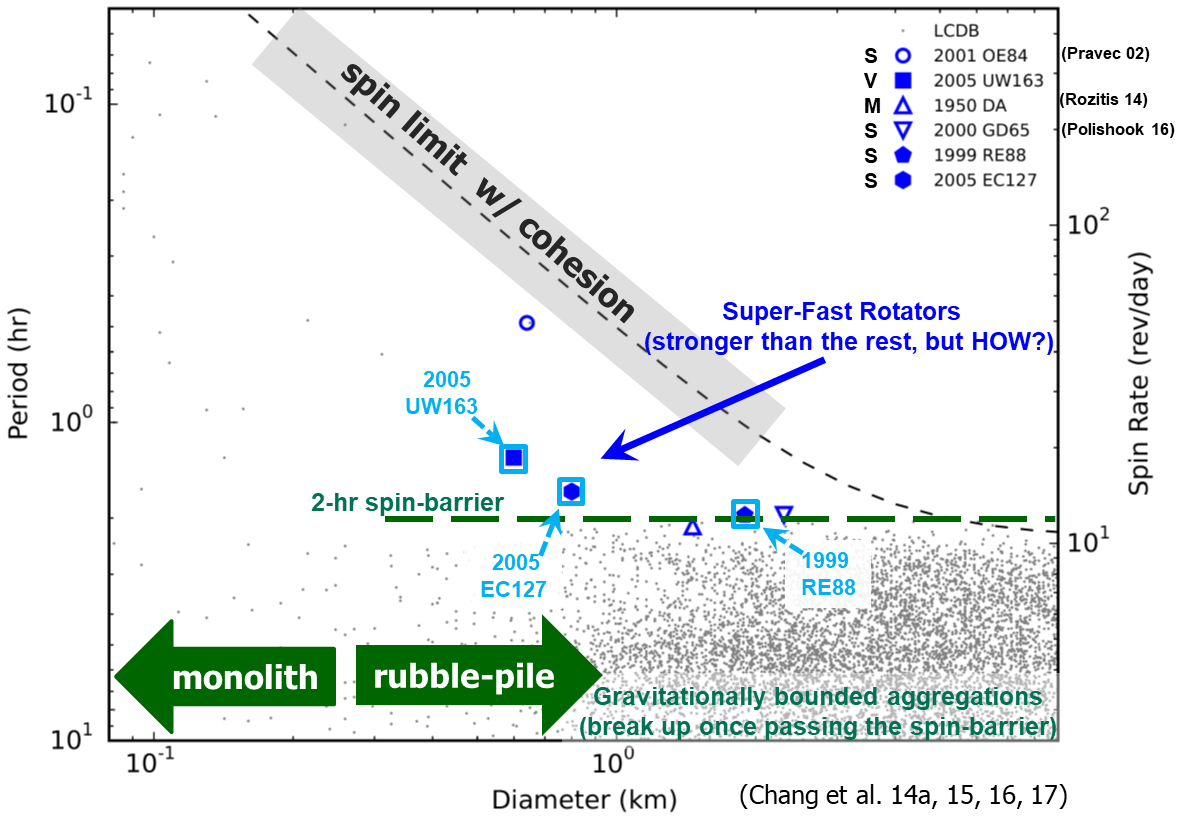 LCDB
S 2001 OE84 (Pravec 02)
V 2005 UW163
M 1950 DA (Rozitis 14)
S 2000 GD65 (Polishook 16)
S 1999 RE88
S 2005 EC127
spin limit w/ cohesion
Super-Fast Rotators
(stronger than the rest, but HOW?)
2005
UW163
2-hr spin-barrier
2005
EC127
1999
RE88
monolith
rubble-pile
Gravitationally bounded aggregations
(break up once passing the spin-barrier)
Period (hr)
10-1
100
101
Spin Rate (rev/day)
102
101
10-1
100
Diameter (km)
(Chang et al. 14a, 15, 16, 17)